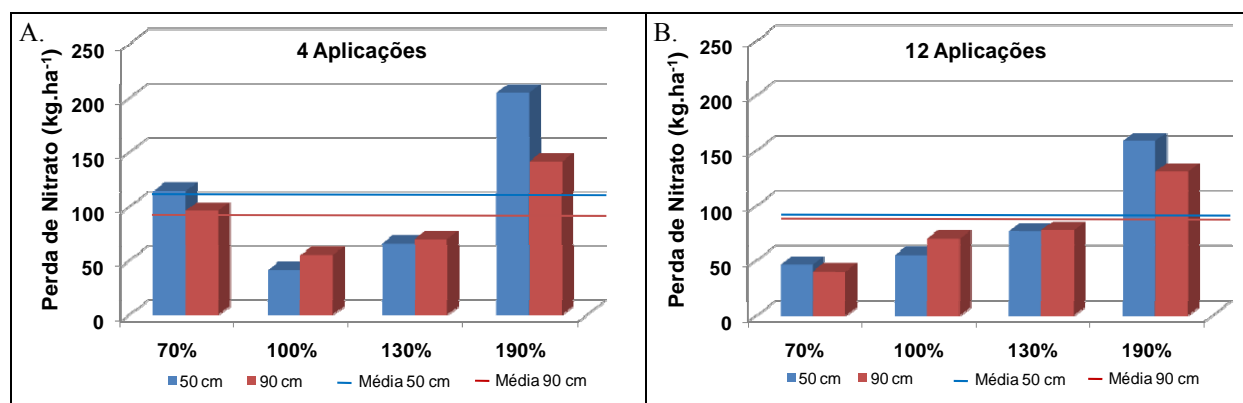 A.
4 Aplicações
Perda de Nitrato (kg.ha-1)
250
200
150
100
50
0
70% 100% 130% 190%
50 cm 90 cm Média 50 cm Média 90 cm
B.
12 Aplicações
Perda de Nitrato (kg.ha-1)
250
200
150
100
50
0
70% 100% 130% 190%
50 cm 90 cm Média 50 cm Média 90 cm